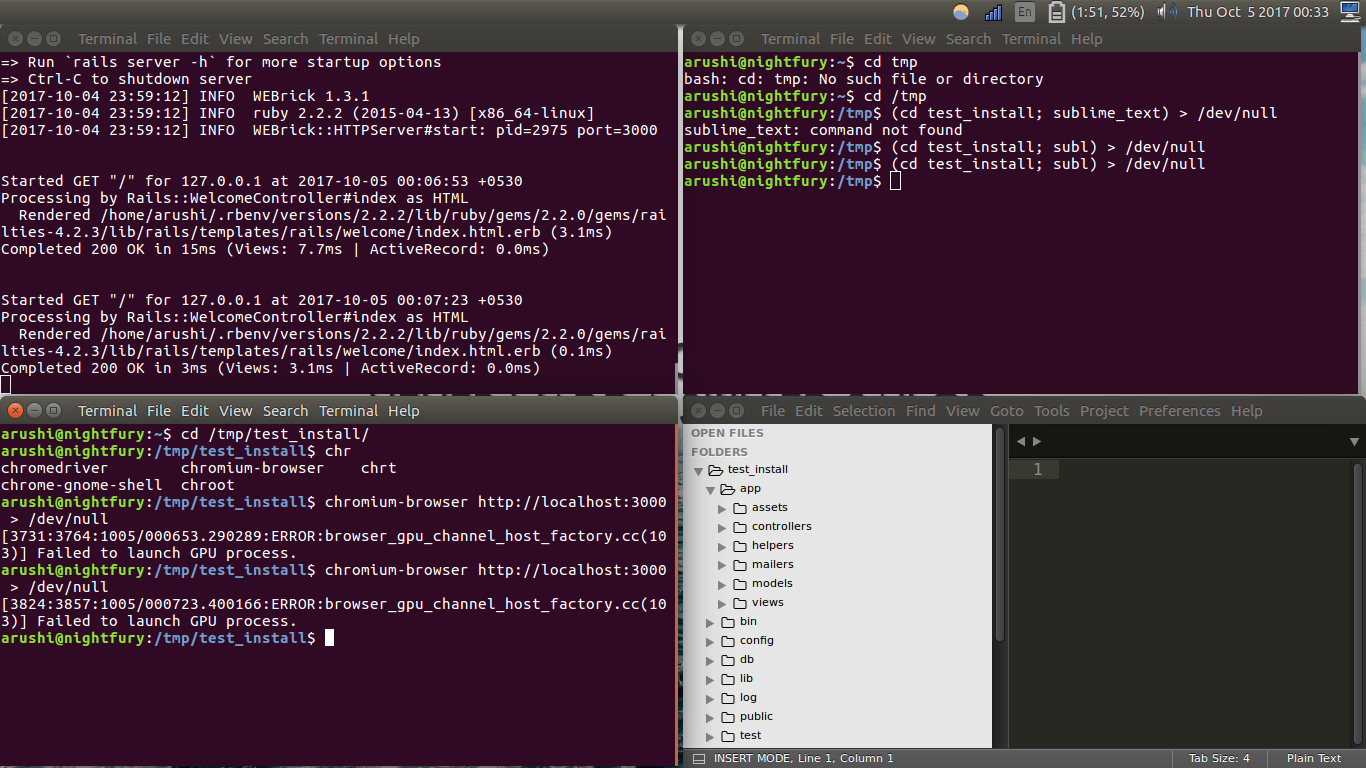 En (1:51, 52%) Thu Oct 5 2017 00:33
Terminal File Edit View Search Terminal Help
=> Run `rails server -h` for more startup options
=> Ctrl-C to shutdown server
[2017-10-04 23:59:12] INFO  WEBrick 1.3.1
[2017-10-04 23:59:12] INFO  ruby 2.2.2 (2015-04-13) [x86_64-linux]
[2017-10-04 23:59:12] INFO  WEBrick::HTTPServer#start: pid=2975 port=3000
Started GET "/" for 127.0.0.1 at 2017-10-05 00:06:53 +0530
Processing by Rails::WelcomeController#index as HTML
  Rendered /home/arushi/.rbenv/versions/2.2.2/lib/ruby/gems/2.2.0/gems/rai
lties-4.2.3/lib/rails/templates/rails/welcome/index.html.erb (3.1ms)
Completed 200 OK in 15ms (Views: 7.7ms | ActiveRecord: 0.0ms)
Started GET "/" for 127.0.0.1 at 2017-10-05 00:07:23 +0530
Processing by Rails::WelcomeController#index as HTML
  Rendered /home/arushi/.rbenv/versions/2.2.2/lib/ruby/gems/2.2.0/gems/rai
lties-4.2.3/lib/rails/templates/rails/welcome/index.html.erb (0.1ms)
Completed 200 OK in 3ms (Views: 3.1ms | ActiveRecord: 0.0ms)
Terminal File Edit View Search Terminal Help
arushi@nightfury:~$ cd tmp
bash: cd: tmp: No such file or directory
arushi@nightfury:~$ cd /tmp
arushi@nightfury:/tmp$ (cd test_install; sublime_text) > /dev/null
sublime_text: command not found
arushi@nightfury:/tmp$ (cd test_install; subl) > /dev/null
arushi@nightfury:/tmp$ (cd test_install; subl) > /dev/null
arushi@nightfury:/tmp$
Terminal File Edit View Search Terminal Help
arushi@nightfury:~$ cd /tmp/test_install/
arushi@nightfury:/tmp/test_install$ chr
chromedriver        chromium-browser    chrt
chrome-gnome-shell  chroot
arushi@nightfury:/tmp/test_install$ chromium-browser http://localhost:3000
 > /dev/null
[3731:3764:1005/000653.290289:ERROR:browser_gpu_channel_host_factory.cc(10
3)] Failed to launch GPU process.
arushi@nightfury:/tmp/test_install$ chromium-browser http://localhost:3000
 > /dev/null
[3824:3857:1005/000723.400166:ERROR:browser_gpu_channel_host_factory.cc(10
3)] Failed to launch GPU process.
arushi@nightfury:/tmp/test_install$
File Edit Selection Find View Goto Tools Project Preferences Help
OPEN FILES
FOLDERS
test_install
app
assets
controllers
helpers
mailers
models
views
bin
config
db
lib
log
public
test
1
INSERT MODE, Line 1, Column 1 Tab Size: 4 Plain Text